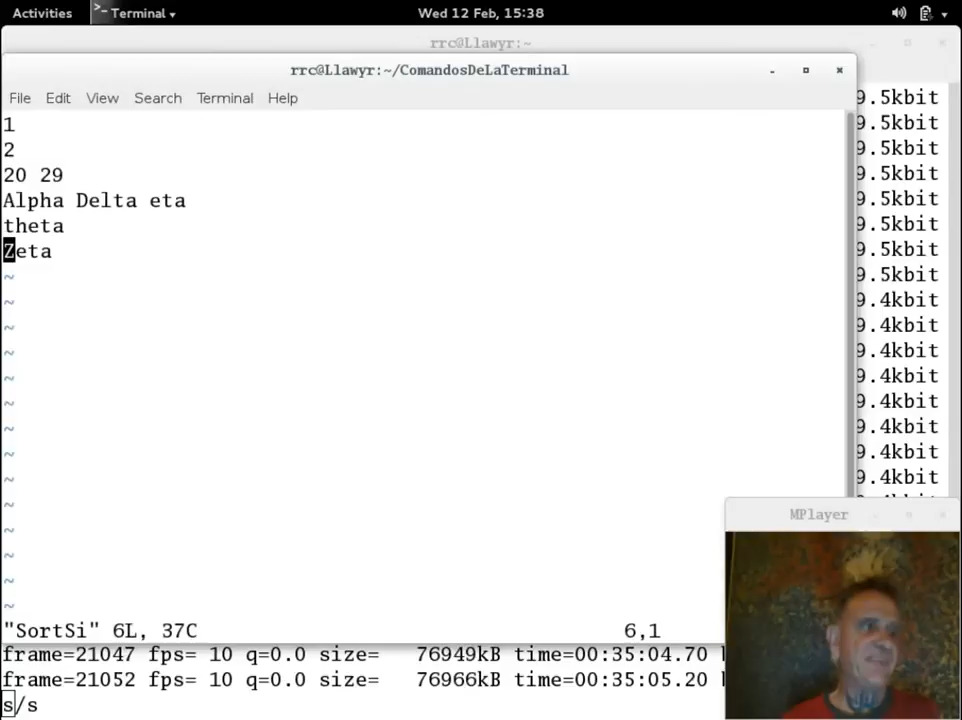 Activities >_ Terminal Wed 12 Feb, 15:38
rrc@Llawyr:~
rrc@Llawyr:~/ComandosDeLaTerminal
File Edit View Search Terminal Help
1
2
20 29
Alpha Delta eta
theta
Zeta
~
~
~
~
~
~
~
~
~
~
~
~
~
~
"SortSi" 6L, 37C 6,1
9.5kbit
9.5kbit
9.5kbit
9.5kbit
9.5kbit
9.5kbit
9.5kbit
9.5kbit
9.4kbit
9.4kbit
9.4kbit
9.4kbit
9.4kbit
9.4kbit
9.4kbit
9.4kbit
MPlayer
frame=21047 fps= 10 q=0.0 size= 76949kB time=00:35:04.70
frame=21052 fps= 10 q=0.0 size= 76966kB time=00:35:05.20
s/s